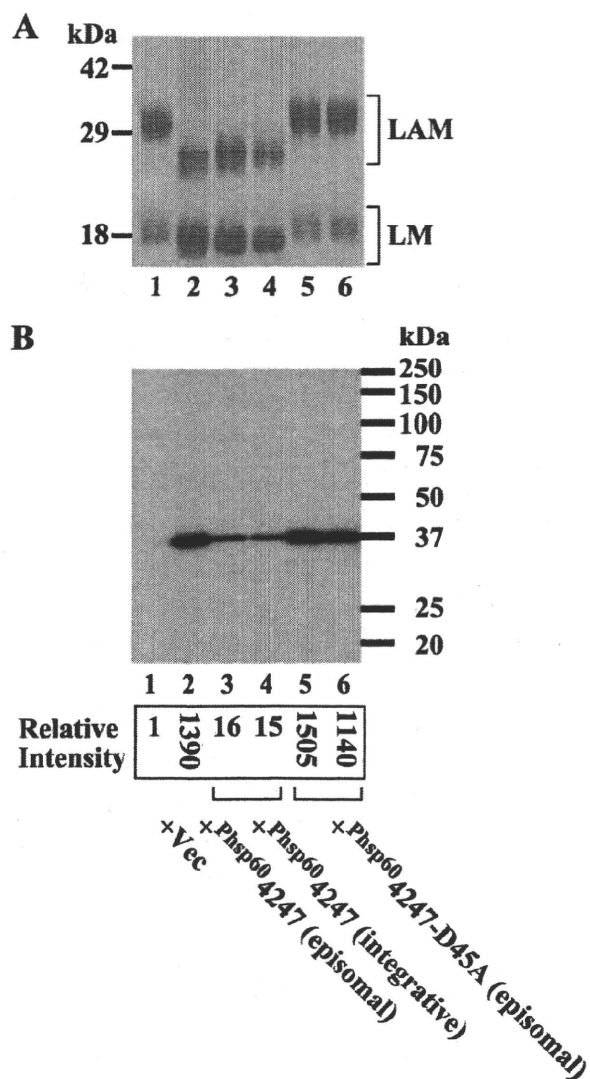 A
kDa
42
29
18
LAM
LM
1 2 3 4 5 6
B
kDa
250
150
100
75
50
37
25
20
1 2 3 4 5 6
Relative Intensity
1 1390 16 15 1505 1140
+Vec
+Phsp60 4247 (episomal)
+Phsp60 4247 (integrative)
+Phsp60 4247-D45A (episomal)